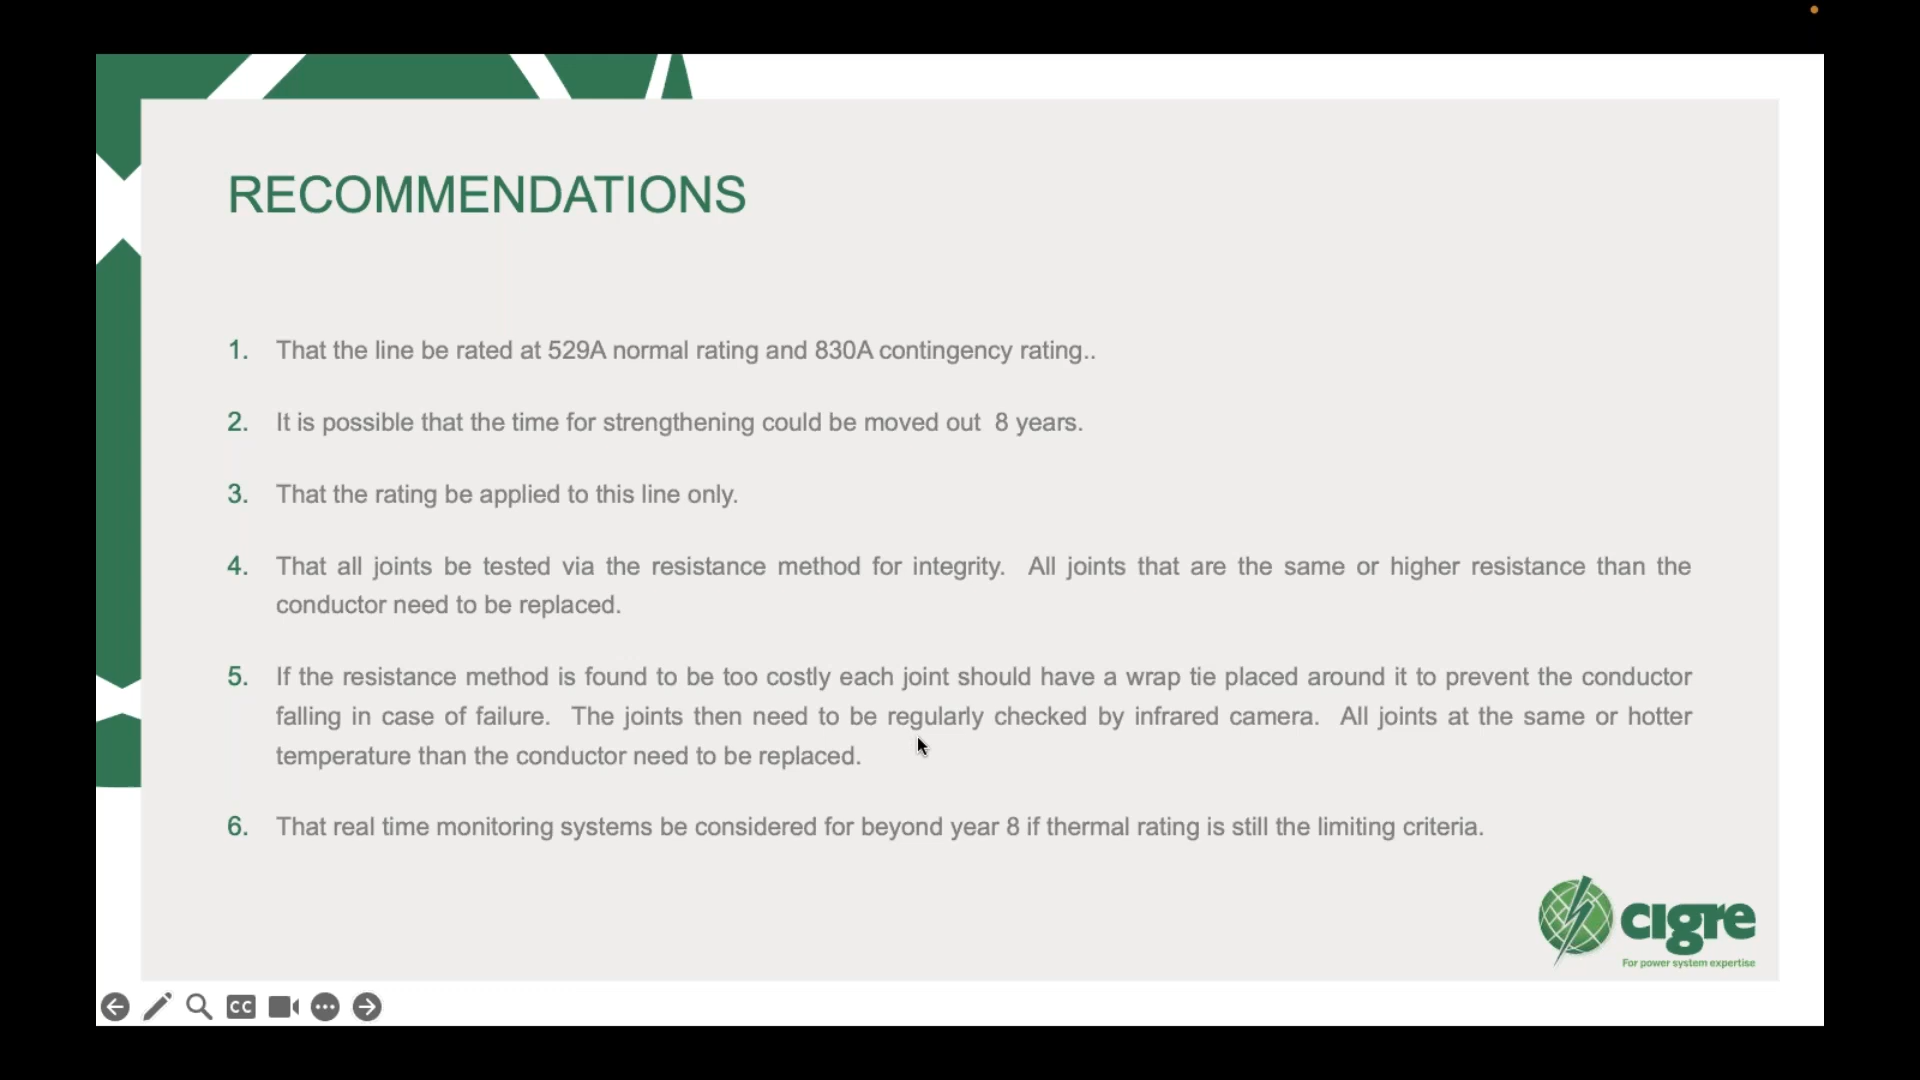 RECOMMENDATIONS
1. That the line be rated at 529A normal rating and 830A contingency rating..
2. It is possible that the time for strengthening could be moved out  8 years.
3. That the rating be applied to this line only.
4. That all joints be tested via the resistance method for integrity.  All joints that are the same or higher resistance than the
conductor need to be replaced.
5. If the resistance method is found to be too costly each joint should have a wrap tie placed around it to prevent the conductor
falling in case of failure.  The joints then need to be regularly checked by infrared camera.  All joints at the same or hotter
temperature than the conductor need to be replaced.
6. That real time monitoring systems be considered for beyond year 8 if thermal rating is still the limiting criteria.
cigre
For power system expertise
CC